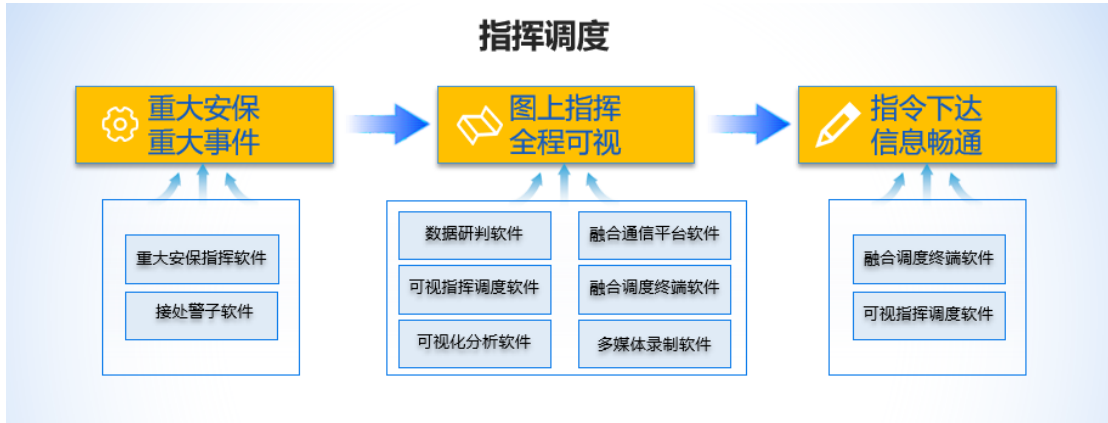 指挥调度
重大安保
重大事件
图上指挥
全程可视
指令下达
信息畅通
重大安保指挥软件
接处警子软件
数据研判软件
融合通信平台软件
可视指挥调度软件
融合调度终端软件
可视化分析软件
多媒体录制软件
融合调度终端软件
可视指挥调度软件